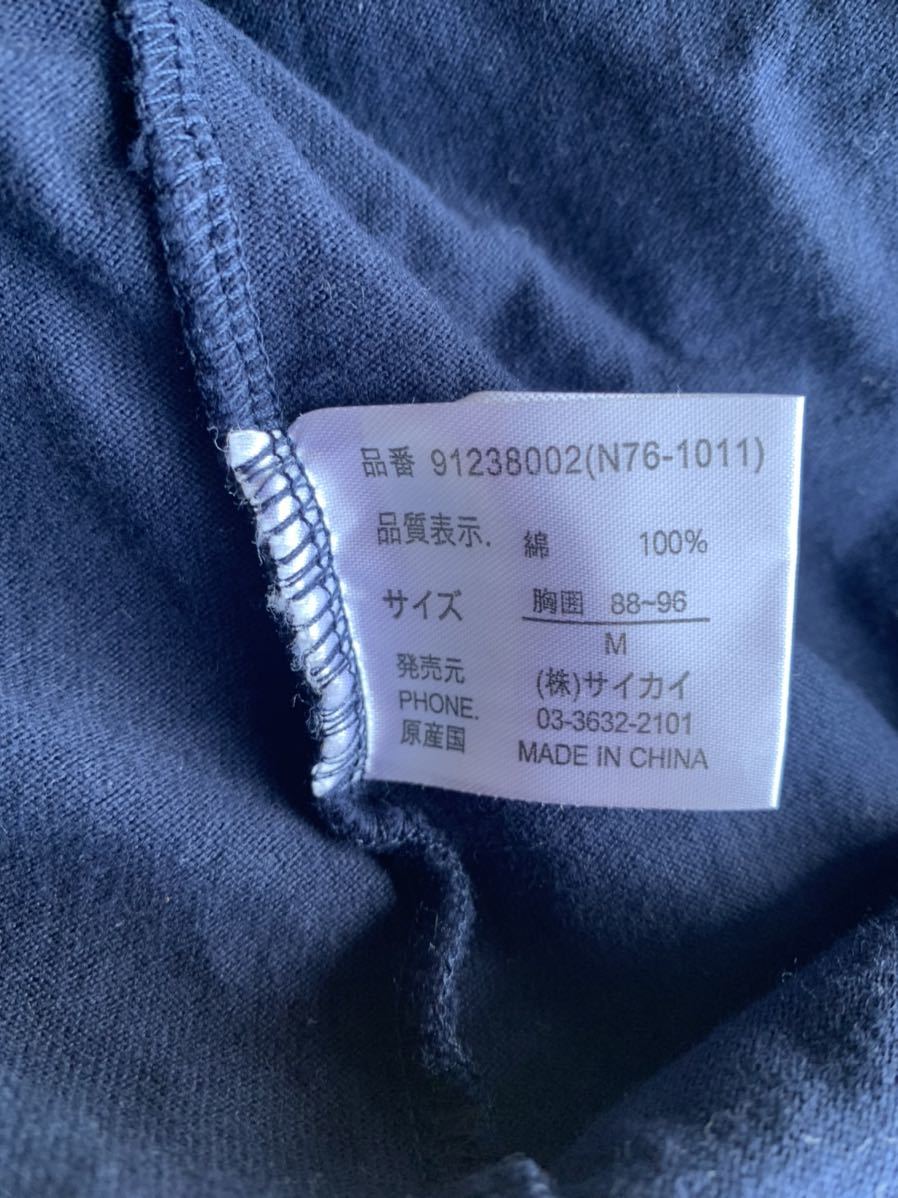 品番 91238002(N76-1011)
品質表示. 綿 100%
サイズ 胸囲 88~96
M
発売元 (株)サイカイ
PHONE. 03-3632-2101
原産国 MADE IN CHINA